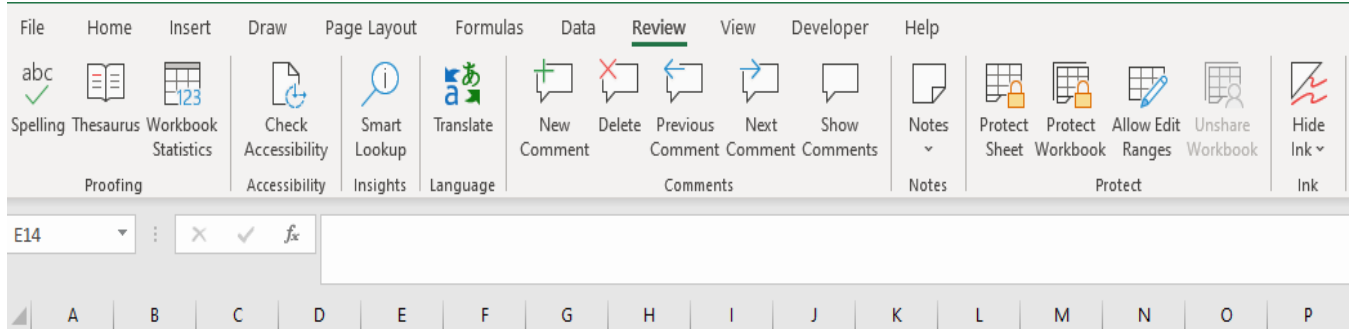 File Home Insert Draw Page Layout Formulas Data Review View Developer Help
abc
123
a あ
Spelling Thesaurus Workbook Statistics
Check Accessibility
Smart Lookup
Translate
New Comment
Delete
Previous Comment
Next Comment
Show Comments
Notes
Protect Sheet
Protect Workbook
Allow Edit Ranges
Unshare Workbook
Hide Ink
Proofing Accessibility Insights Language Comments Notes Protect Ink
E14 fx
A B C D E F G H I J K L M N O P